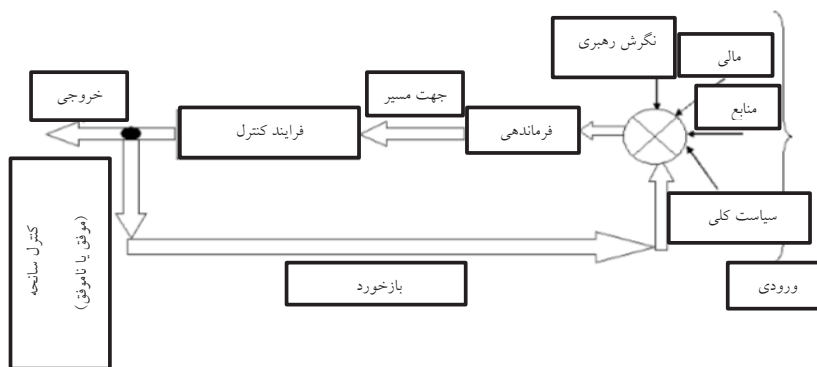 نگرش رهبری
مالی
منابع
سیاست کلی
ورودی
فرماندهی
جهت مسیر
فرایند کنترل
خروجی
کنترل سانحه
(موفق یا ناموفق)
بازخورد